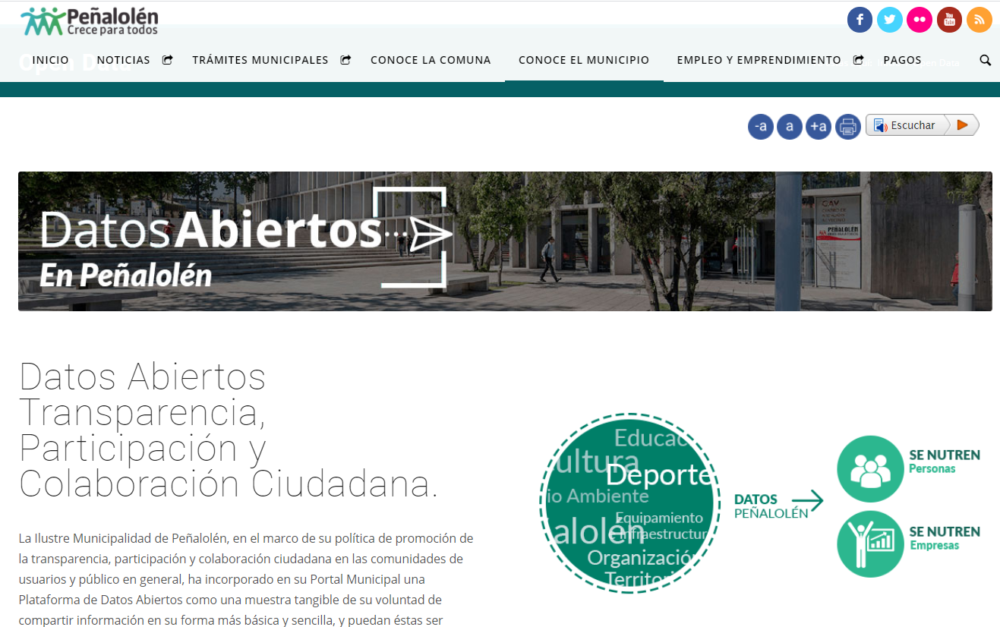 Peñalolén
Crece para todos
INICIO NOTICIAS TRÁMITES MUNICIPALES CONOCE LA COMUNA CONOCE EL MUNICIPIO EMPLEO Y EMPRENDIMIENTO PAGOS
Open Data
-a a +a Escuchar
DatosAbiertos
En Peñalolén
CAV
PEÑALOLÉN
Datos Abiertos
Transparencia,
Participación y
Colaboración Ciudadana.
La Ilustre Municipalidad de Peñalolén, en el marco de su política de promoción de
la transparencia, participación y colaboración ciudadana en las comunidades de
usuarios y público en general, ha incorporado en su Portal Municipal una
Plataforma de Datos Abiertos como una muestra tangible de su voluntad de
compartir información en su forma más básica y sencilla, y puedan éstas ser
Educac
ultura
Deporte
io Ambiente
Equipamiento
e Infraestructur
alolén
Organización
Territori
DATOS
PEÑALOLÉN
SE NUTREN
Personas
SE NUTREN
Empresas